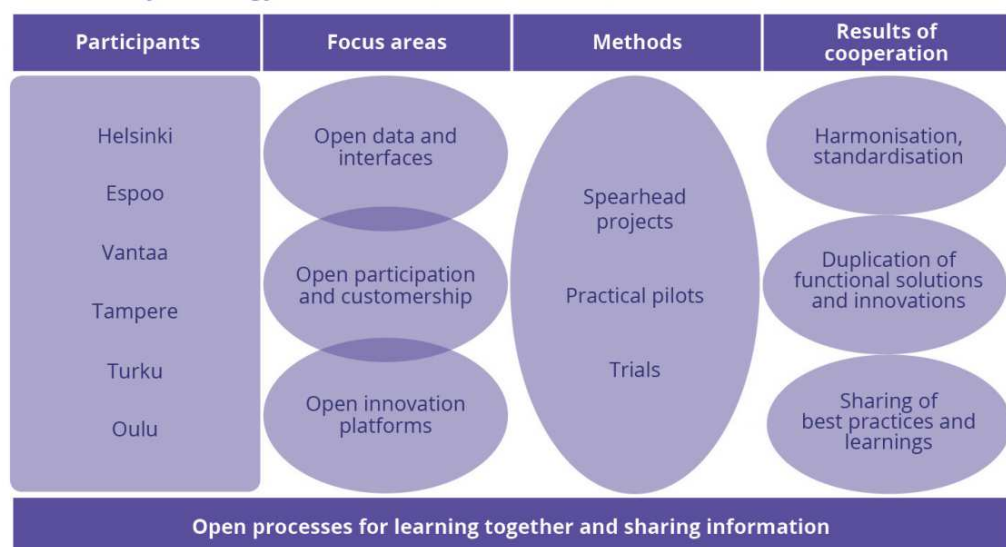 Participants
Focus areas
Methods
Results of
cooperation
Helsinki
Espoo
Vantaa
Tampere
Turku
Oulu
Open data and
interfaces
Open participation
and customership
Open innovation
platforms
Spearhead
projects
Practical pilots
Trials
Harmonisation,
standardisation
Duplication of
functional solutions
and innovations
Sharing of
best practices and
learnings
Open processes for learning together and sharing information